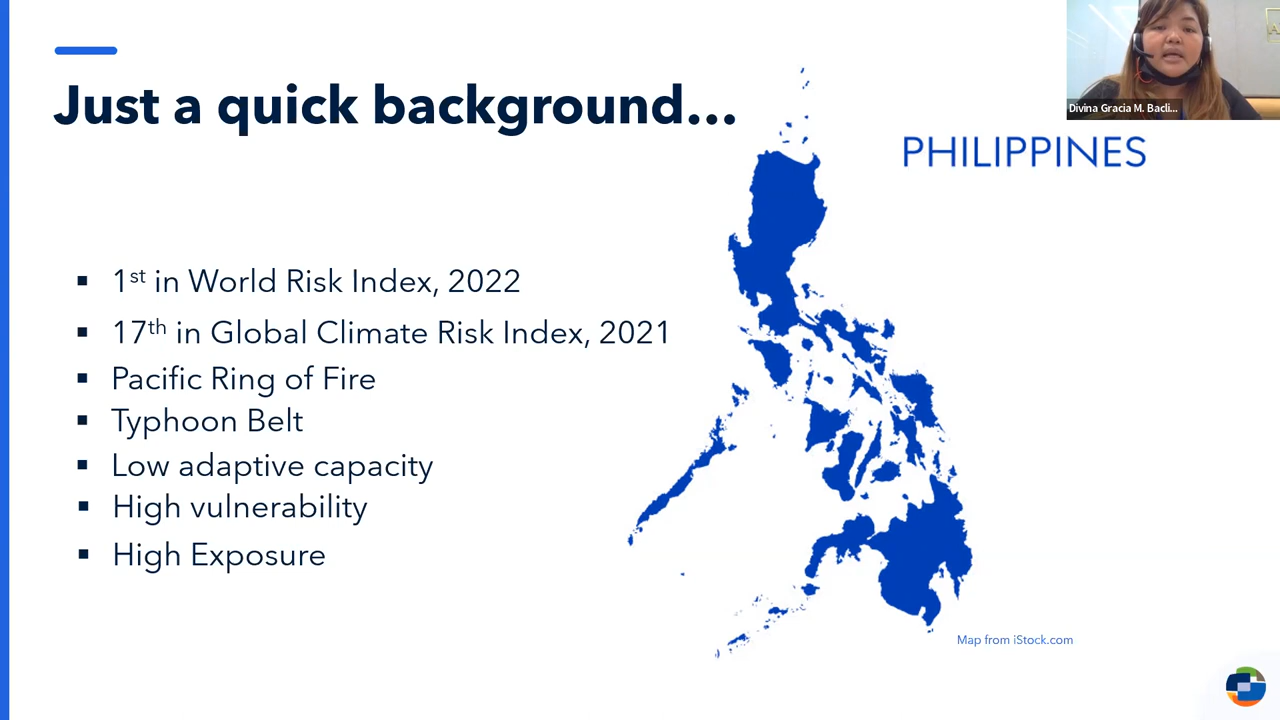 Just a quick background...
Divina Gracia M. Bacli...
PHILIPPINES
▪ 1st in World Risk Index, 2022
▪ 17th in Global Climate Risk Index, 2021
▪ Pacific Ring of Fire
▪ Typhoon Belt
▪ Low adaptive capacity
▪ High vulnerability
▪ High Exposure
Map from iStock.com